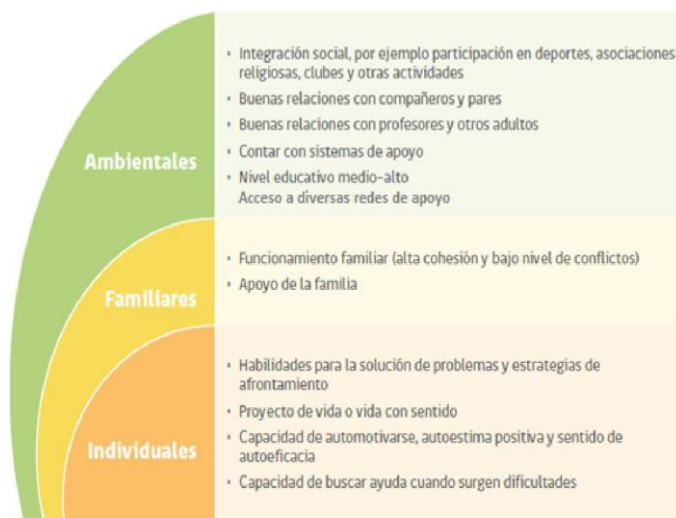 Ambientales
• Integración social, por ejemplo participación en deportes, asociaciones
religiosas, clubes y otras actividades
• Buenas relaciones con compañeros y pares
• Buenas relaciones con profesores y otros adultos
• Contar con sistemas de apoyo
• Nivel educativo medio-alto
Acceso a diversas redes de apoyo
Familiares
• Funcionamiento familiar (alta cohesión y bajo nivel de conflictos)
• Apoyo de la familia
Individuales
• Habilidades para la solución de problemas y estrategias de
afrontamiento
• Proyecto de vida o vida con sentido
• Capacidad de automotivarse, autoestima positiva y sentido de
autoeficacia
• Capacidad de buscar ayuda cuando surgen dificultades